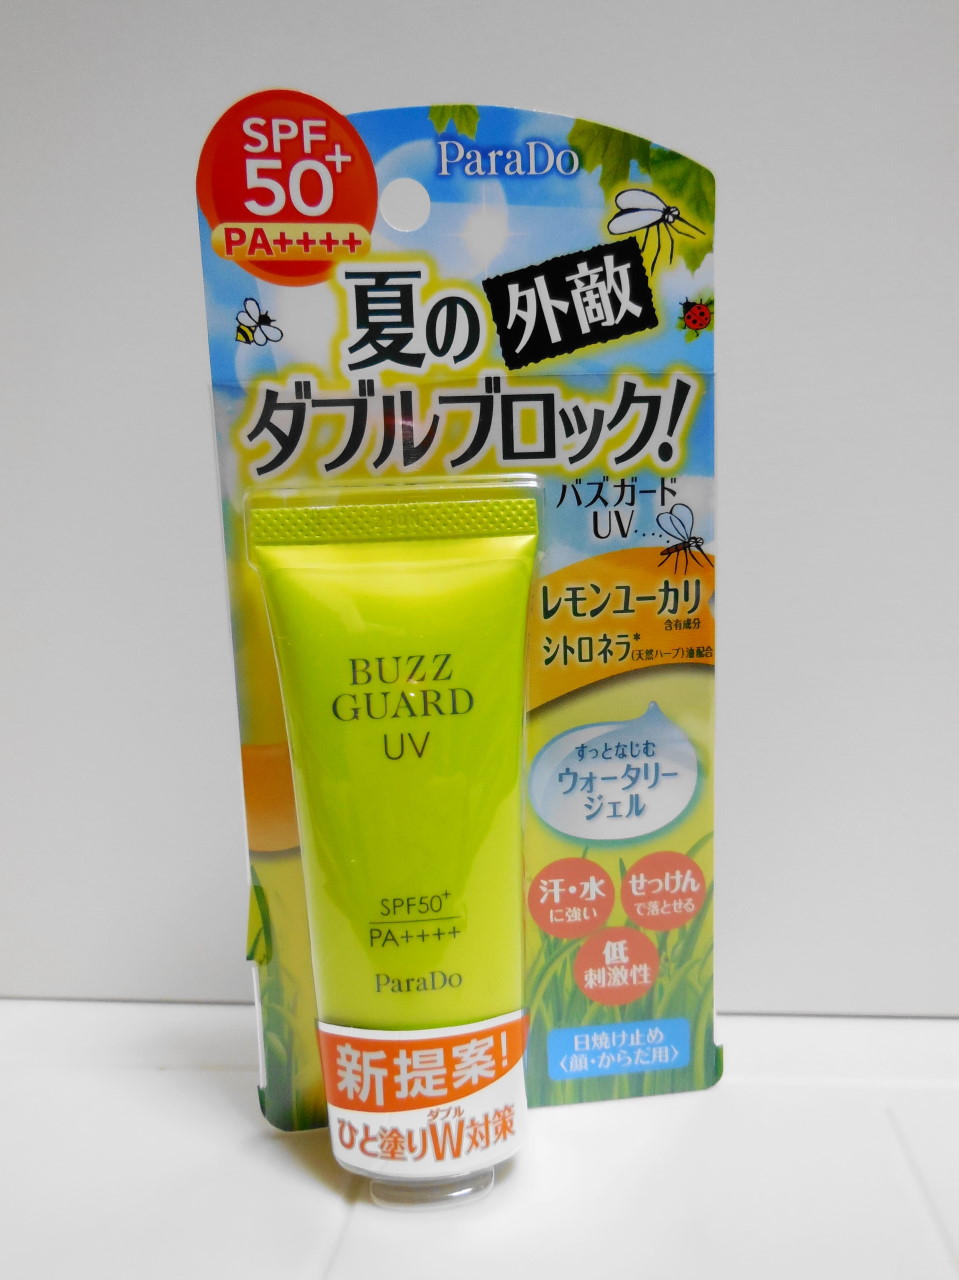 SPF
50+
PA++++
ParaDo
夏の外敵
ダブルブロック!
バズガード
UV
レモンユーカリ
含有成分
シトロネラ*
(天然ハーブ)油配合
BUZZ
GUARD
UV
すっとなじむ
ウォータリー
ジェル
汗・水
に強い
せっけん
で落とせる
低
刺激性
SPF50+
PA++++
ParaDo
日焼け止め
〈顔・からだ用〉
新提案!
ダブル
ひと塗りW対策